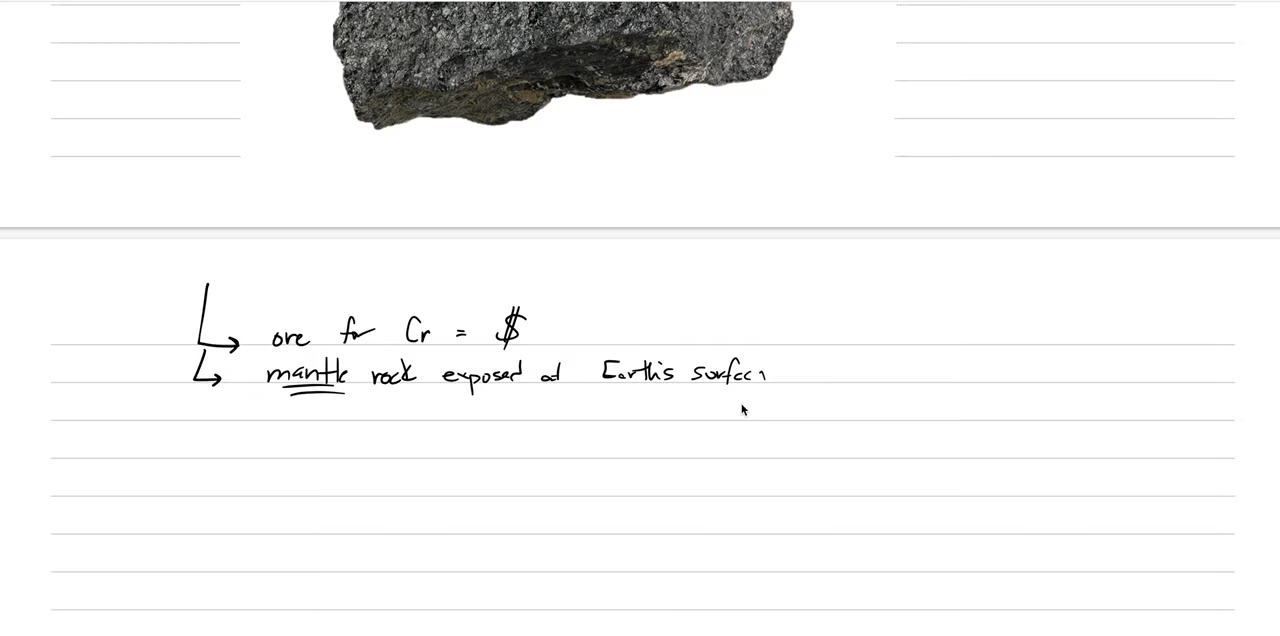 ↳ ore for Cr = $
↳ mantle rock exposed at Earth's surface